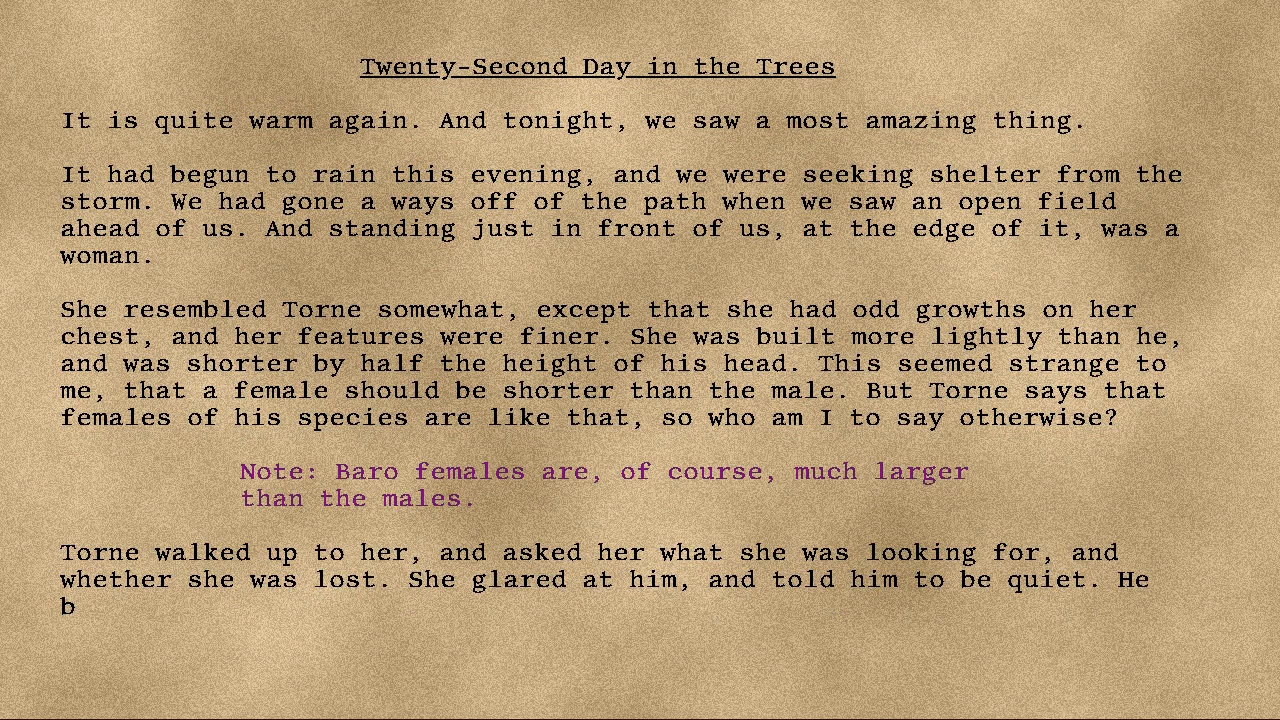 Twenty-Second Day in the Trees
It is quite warm again. And tonight, we saw a most amazing thing.
It had begun to rain this evening, and we were seeking shelter from the
storm. We had gone a ways off of the path when we saw an open field
ahead of us. And standing just in front of us, at the edge of it, was a
woman.
She resembled Torne somewhat, except that she had odd growths on her
chest, and her features were finer. She was built more lightly than he,
and was shorter by half the height of his head. This seemed strange to
me, that a female should be shorter than the male. But Torne says that
females of his species are like that, so who am I to say otherwise?
Note: Baro females are, of course, much larger
than the males.
Torne walked up to her, and asked her what she was looking for, and
whether she was lost. She glared at him, and told him to be quiet. He
b